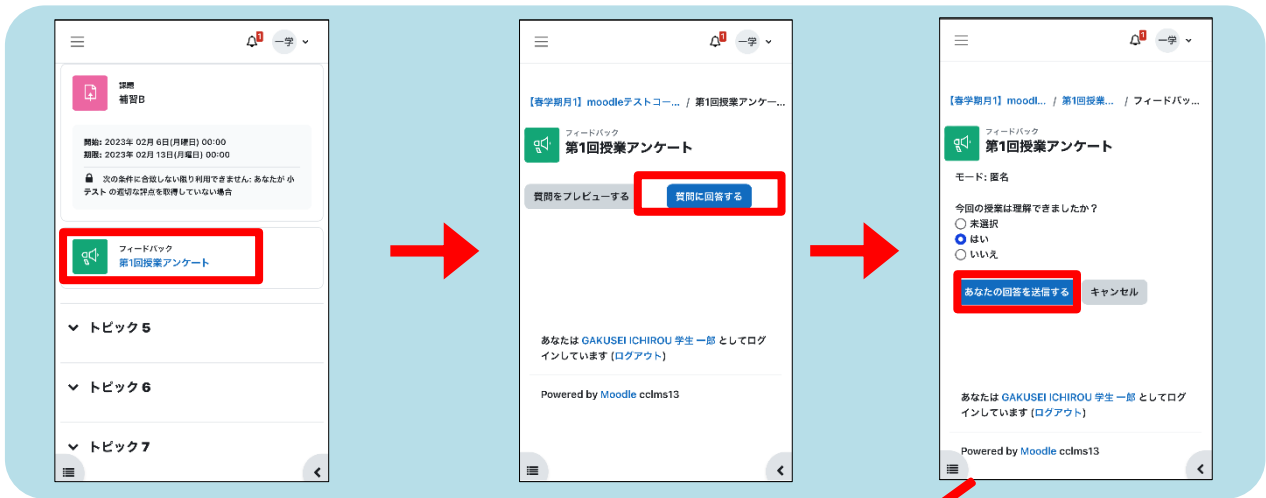 1
一学
課題
補習B
開始: 2023年 02月 6日(月曜日) 00:00
期限: 2023年 02月 13日(月曜日) 00:00
次の条件に合致しない限り利用できません: あなたが 小
テスト の適切な評点を取得していない場合
フィードバック
第1回授業アンケート
トピック 5
トピック 6
トピック 7
1
一学
【春学期月1】moodleテストコー... / 第1回授業アンケー...
フィードバック
第1回授業アンケート
質問をプレビューする
質問に回答する
あなたは GAKUSEI ICHIROU 学生 一郎 としてログ
インしています (ログアウト)
Powered by Moodle cclms13
1
一学
【春学期月1】moodl... / 第1回授業... / フィードバッ...
フィードバック
第1回授業アンケート
モード: 匿名
今回の授業は理解できましたか？
未選択
はい
いいえ
あなたの回答を送信する
キャンセル
あなたは GAKUSEI ICHIROU 学生 一郎 としてログ
インしています (ログアウト)
Powered by Moodle cclms13